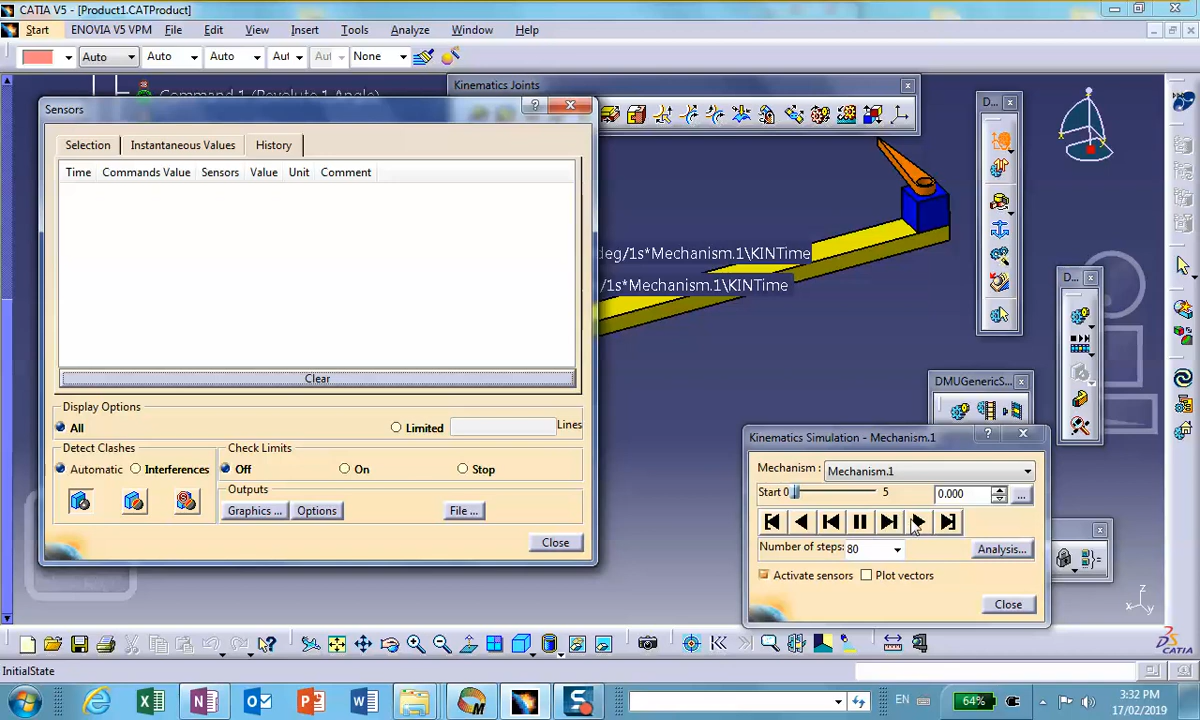 CATIA V5 - [Product1.CATProduct]
Start ENOVIA V5 VPM File Edit View Insert Tools Analyze Window Help
Auto Auto Auto Aut Aut None
Command.1 (Revolute.1,Angle)
Kinematics Joints
D...
Sensors
Selection Instantaneous Values History
Time Commands Value Sensors Value Unit Comment
deg/1s*Mechanism.1\KINTime
/1s*Mechanism.1\KINTime
D...
Clear
DMUGenericS...
Display Options
All Limited Lines
Detect Clashes Check Limits
Automatic Interferences Off On Stop
Outputs
Graphics ... Options File ...
Close
Kinematics Simulation - Mechanism.1
Mechanism : Mechanism.1
Start 0 5 0.000 ...
Number of steps: 80 Analysis...
Activate sensors Plot vectors
Close
z
x
CATIA
InitialState
EN 64% 3:32 PM
17/02/2019